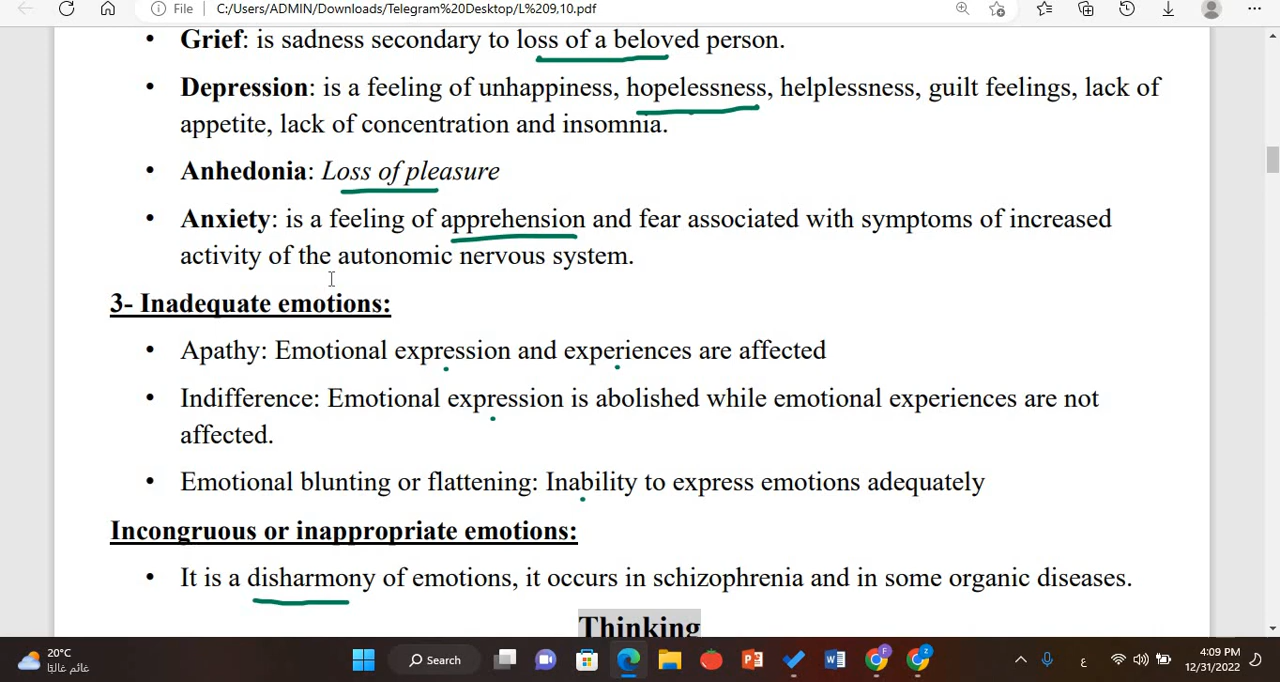 File C:/Users/ADMIN/Downloads/Telegram%20Desktop/L%209,10.pdf
• Grief: is sadness secondary to loss of a beloved person.
• Depression: is a feeling of unhappiness, hopelessness, helplessness, guilt feelings, lack of
appetite, lack of concentration and insomnia.
• Anhedonia: Loss of pleasure
• Anxiety: is a feeling of apprehension and fear associated with symptoms of increased
activity of the autonomic nervous system.
3- Inadequate emotions:
• Apathy: Emotional expression and experiences are affected
• Indifference: Emotional expression is abolished while emotional experiences are not
affected.
• Emotional blunting or flattening: Inability to express emotions adequately
Incongruous or inappropriate emotions:
• It is a disharmony of emotions, it occurs in schizophrenia and in some organic diseases.
Thinking
20°C
غائم غالبًا
Search
ع
4:09 PM
12/31/2022